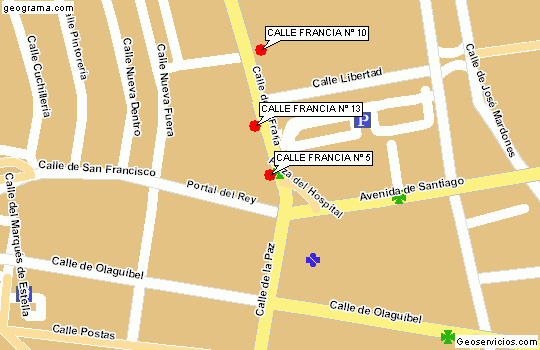 geograma.com
CALLE FRANCIA Nº 10
Calle Pintorería
Calle Cuchillería
Calle Nueva Dentro
Calle Nueva Fuera
Calle de
Calle Libertad
Calle de José Mardones
CALLE FRANCIA Nº 13
P
CALLE FRANCIA Nº 5
Calle de San Francisco
del Hospital
Avenida de Santiago
Portal del Rey
Calle del Marqués de Estella
Calle de la Paz
Calle de Olaguíbel
Calle de Olaguíbel
Calle Postas
Geoservicios.com